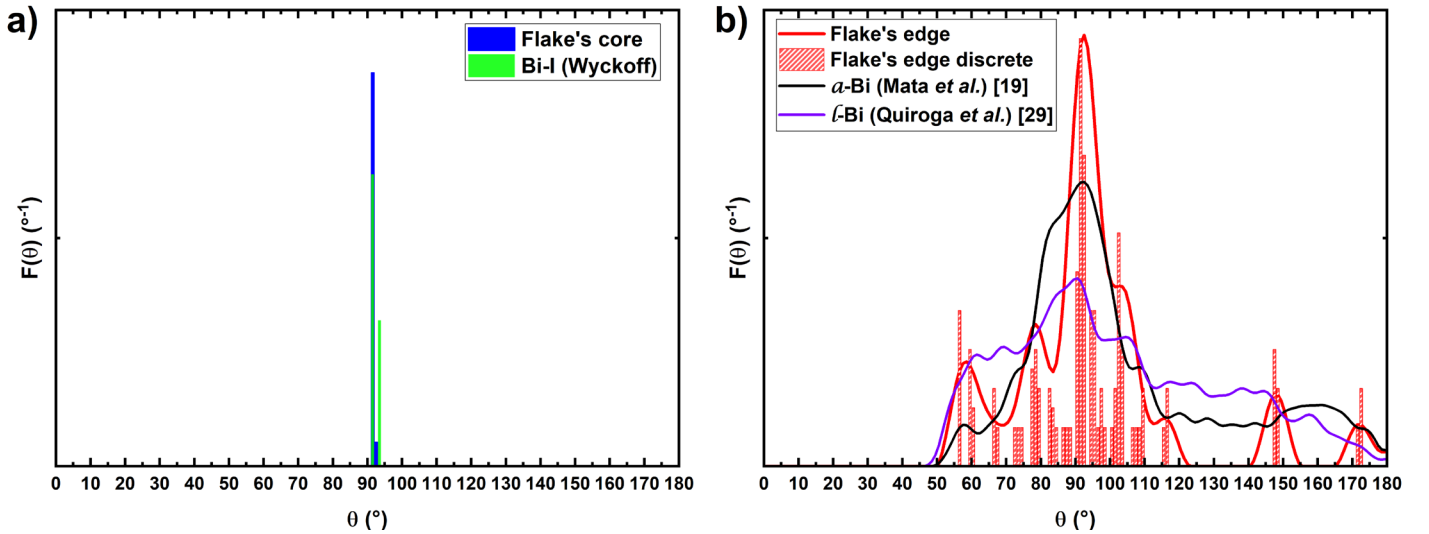 a)
Flake's core
Bi-I (Wyckoff)
F(θ) (°-1)
0 10 20 30 40 50 60 70 80 90 100 110 120 130 140 150 160 170 180
θ (°)
b)
Flake's edge
Flake's edge discrete
a-Bi (Mata et al.) [19]
ℓ-Bi (Quiroga et al.) [29]
F(θ) (°-1)
0 10 20 30 40 50 60 70 80 90 100 110 120 130 140 150 160 170 180
θ (°)